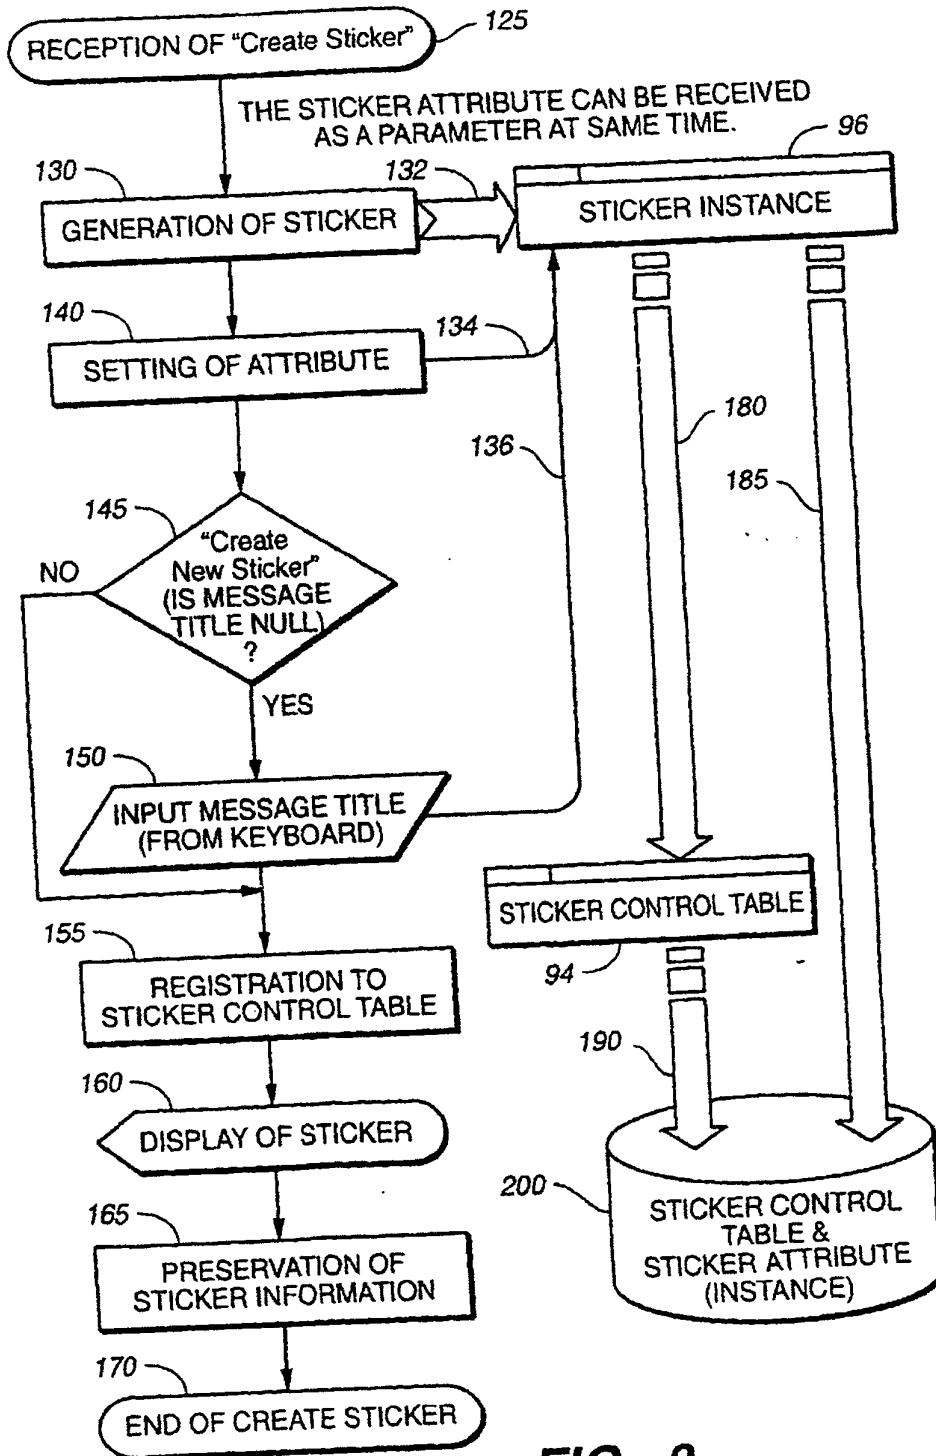 RECEPTION OF “Create Sticker”
125
THE STICKER ATTRIBUTE CAN BE RECEIVED
AS A PARAMETER AT SAME TIME.
96
130
132
GENERATION OF STICKER
STICKER INSTANCE
140
134
SETTING OF ATTRIBUTE
180
136
185
145
NO
“Create
New Sticker”
(IS MESSAGE
TITLE NULL)
?
YES
150
INPUT MESSAGE TITLE
(FROM KEYBOARD)
STICKER CONTROL TABLE
94
155
REGISTRATION TO
STICKER CONTROL TABLE
190
160
DISPLAY OF STICKER
200
STICKER CONTROL
TABLE &
STICKER ATTRIBUTE
(INSTANCE)
165
PRESERVATION OF
STICKER INFORMATION
170
END OF CREATE STICKER